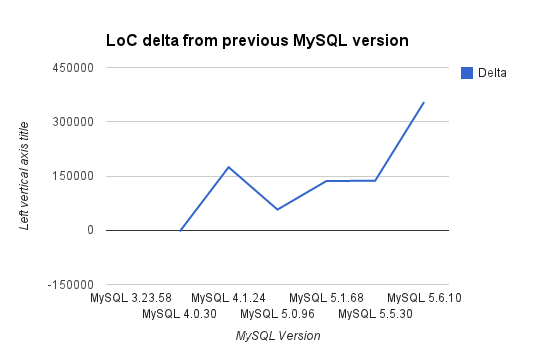 LoC delta from previous MySQL version
450000
Delta
300000
150000
0
-150000
Left vertical axis title
MySQL 3.23.58 MySQL 4.1.24 MySQL 5.1.68 MySQL 5.6.10
MySQL 4.0.30 MySQL 5.0.96 MySQL 5.5.30
MySQL Version